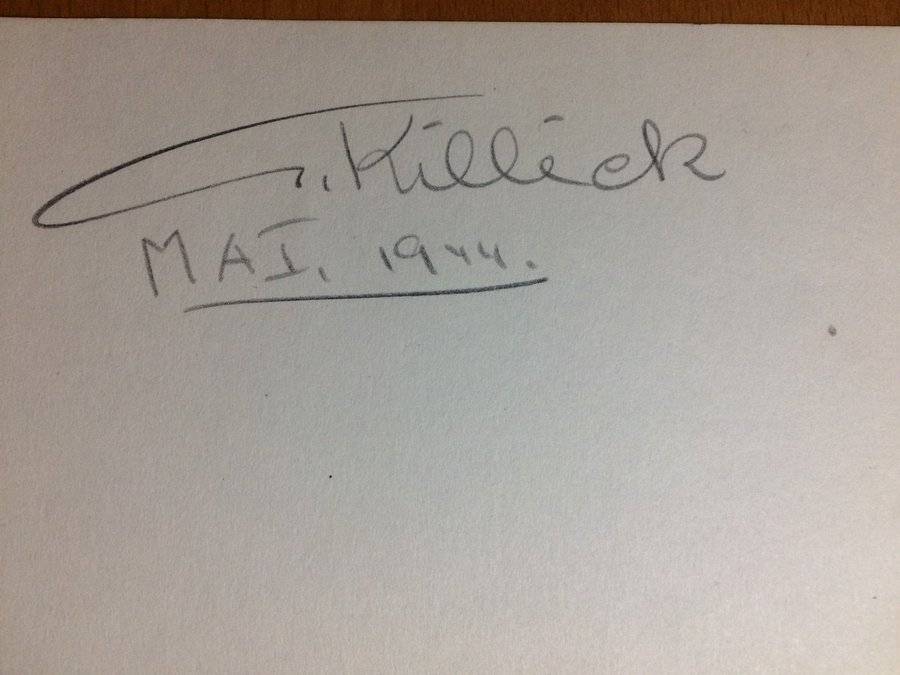 G. Killick
MAI, 1944.